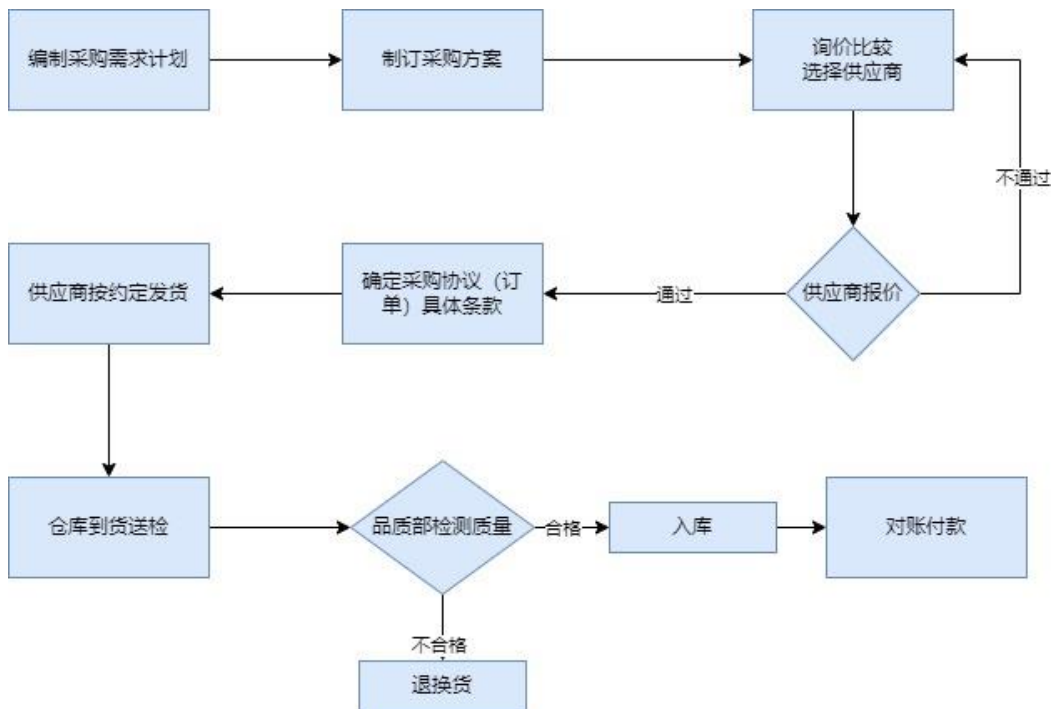 编制采购需求计划
制订采购方案
询价比较
选择供应商
不通过
供应商按约定发货
确定采购协议（订
单）具体条款
通过
供应商报价
仓库到货送检
品质部检测质量
合格
入库
对账付款
不合格
退换货